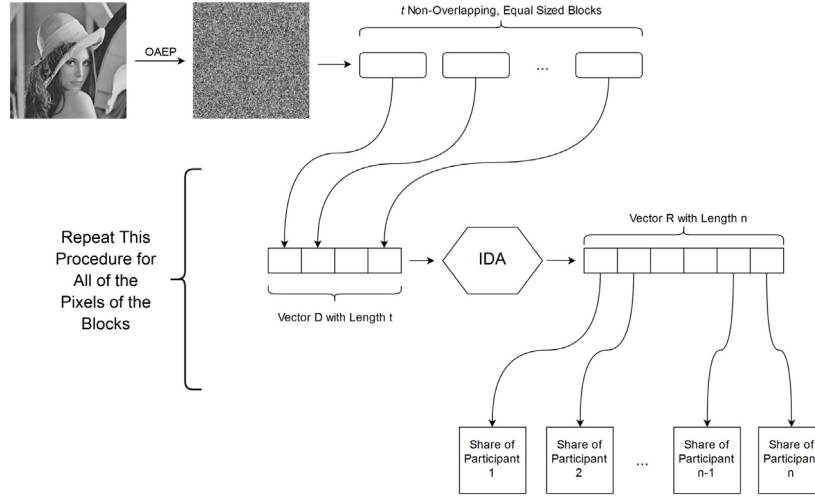 t Non-Overlapping, Equal Sized Blocks
OAEP
...
Repeat This
Procedure for
All of the
Pixels of the
Blocks
IDA
Vector D with Length t
Vector R with Length n
Share of
Participant
1
Share of
Participant
2
...
Share of
Participant
n-1
Share of
Participan
n